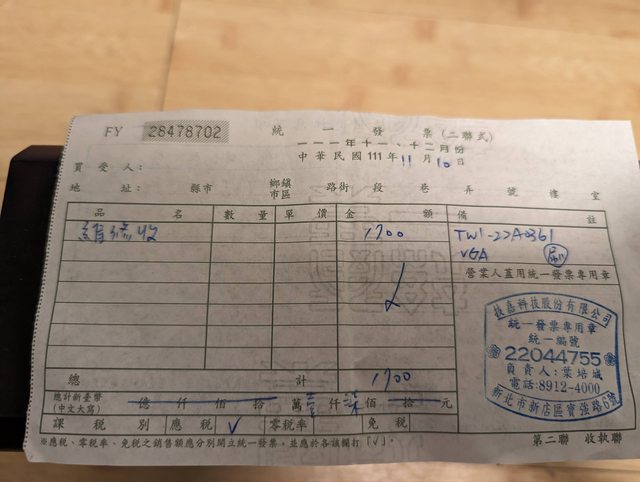 FY 28478702 統一發票(二聯式)
一一一年十一、十二月份
中華民國111年11月10日
買受人:
地址: 縣市 鄉鎮市區 路街 段 巷 弄 號 樓 室
品名 數量 單價 金額 備註
1700 TW1-22A0361
VGA
營業人蓋用統一發票專用章
技嘉科技股份有限公司
統一發票專用章
統一編號
22044755
負責人:葉培城
電話:8912-4000
新北市新店區寶強路6號
總計 1700
總計新臺幣(中文大寫) 億 仟 佰 拾 萬 壹 仟 柒 佰 拾 元
課稅別 應稅 V 零稅率 免稅
※應稅、零稅率、免稅之銷售額應分別開立統一發票,並應於各該欄打「√」。 第二聯 收執聯